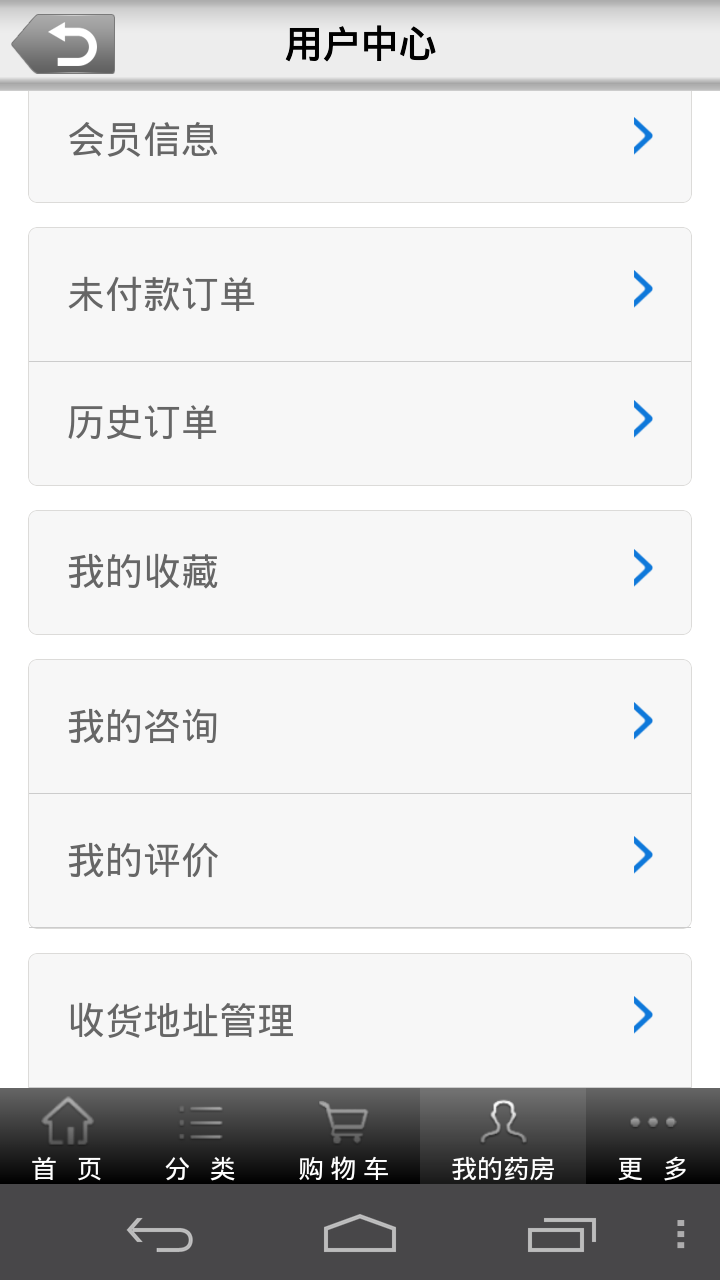 用户中心
会员信息
未付款订单
历史订单
我的收藏
我的咨询
我的评价
收货地址管理
首 页 分 类 购物车 我的药房 更 多